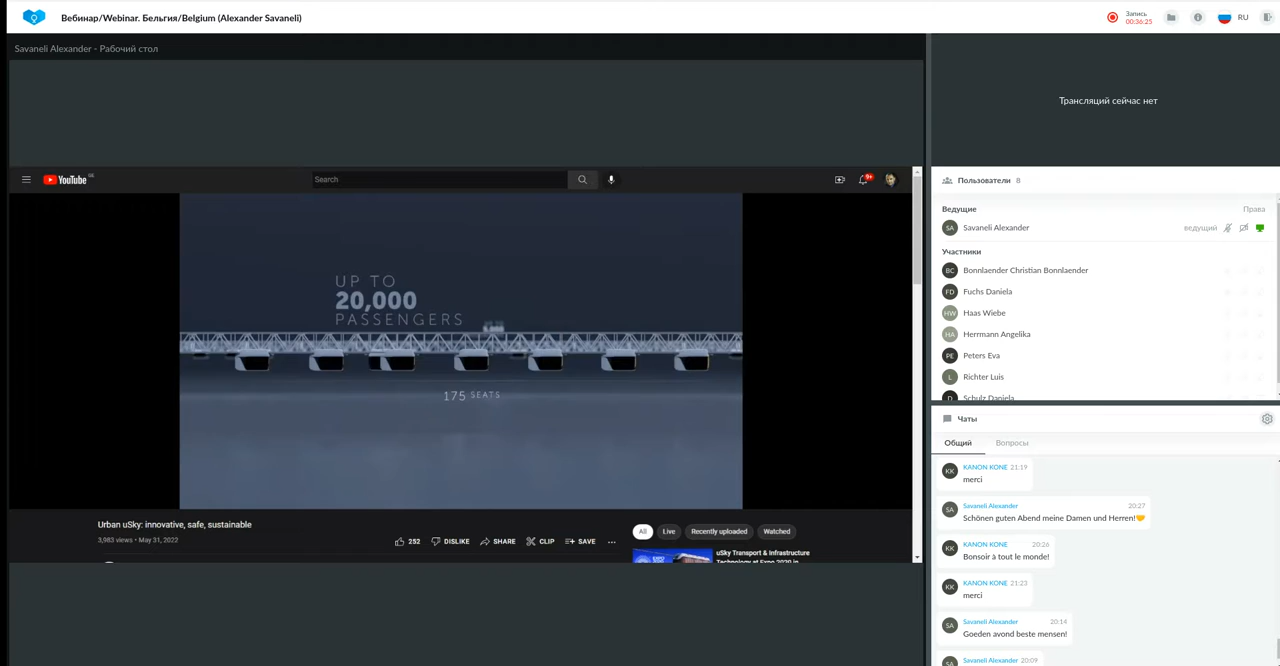 Вебинар/Webinar. Бельгия/Belgium (Alexander Savaneli)
Запись
00:36:25
RU
Savaneli Alexander - Рабочий стол
Трансляций сейчас нет
YouTube
Search
9+
UP TO
20,000
PASSENGERS
175 SEATS
Urban uSky: innovative, safe, sustainable
3,983 views • May 31, 2022
252
DISLIKE
SHARE
CLIP
SAVE
...
All
Live
Recently uploaded
Watched
uSky Transport & Infrastructure
Technology at Expo 2020 in
Пользователи 8
Ведущие
Права
SA
Savaneli Alexander
ведущий
Участники
BC
Bonnlaender Christian Bonnlaender
FD
Fuchs Daniela
HW
Haas Wiebe
HA
Herrmann Angelika
PE
Peters Eva
L
Richter Luis
D
Schulz Daniela
Чаты
Общий
Вопросы
KK
KANON KONE 21:19
merci
SA
Savaneli Alexander 20:27
Schönen guten Abend meine Damen und Herren!🧡
KK
KANON KONE 20:26
Bonsoir à tout le monde!
KK
KANON KONE 21:23
merci
SA
Savaneli Alexander 20:14
Goeden avond beste mensen!
SA
Savaneli Alexander 20:09